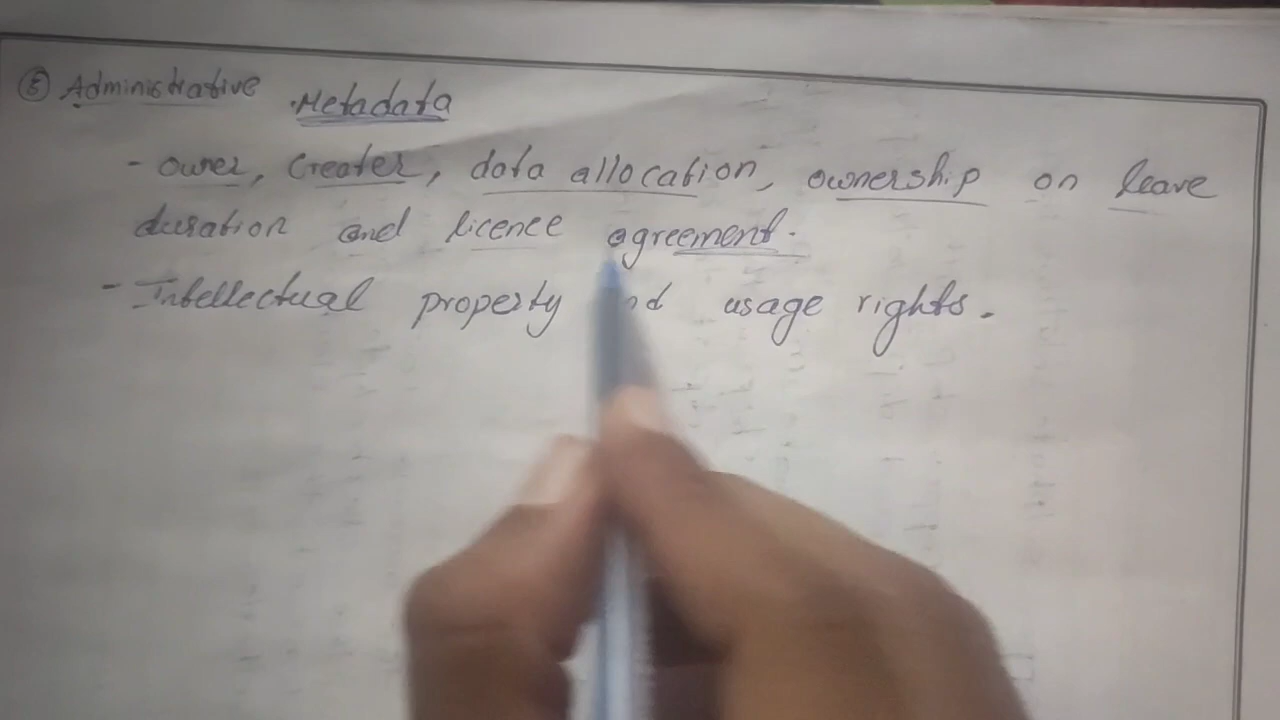 ⑤ Administrative Metadata
- owner, Creater, data allocation, ownership on leave
duration and licence agreement.
- Intellectual property usage rights.